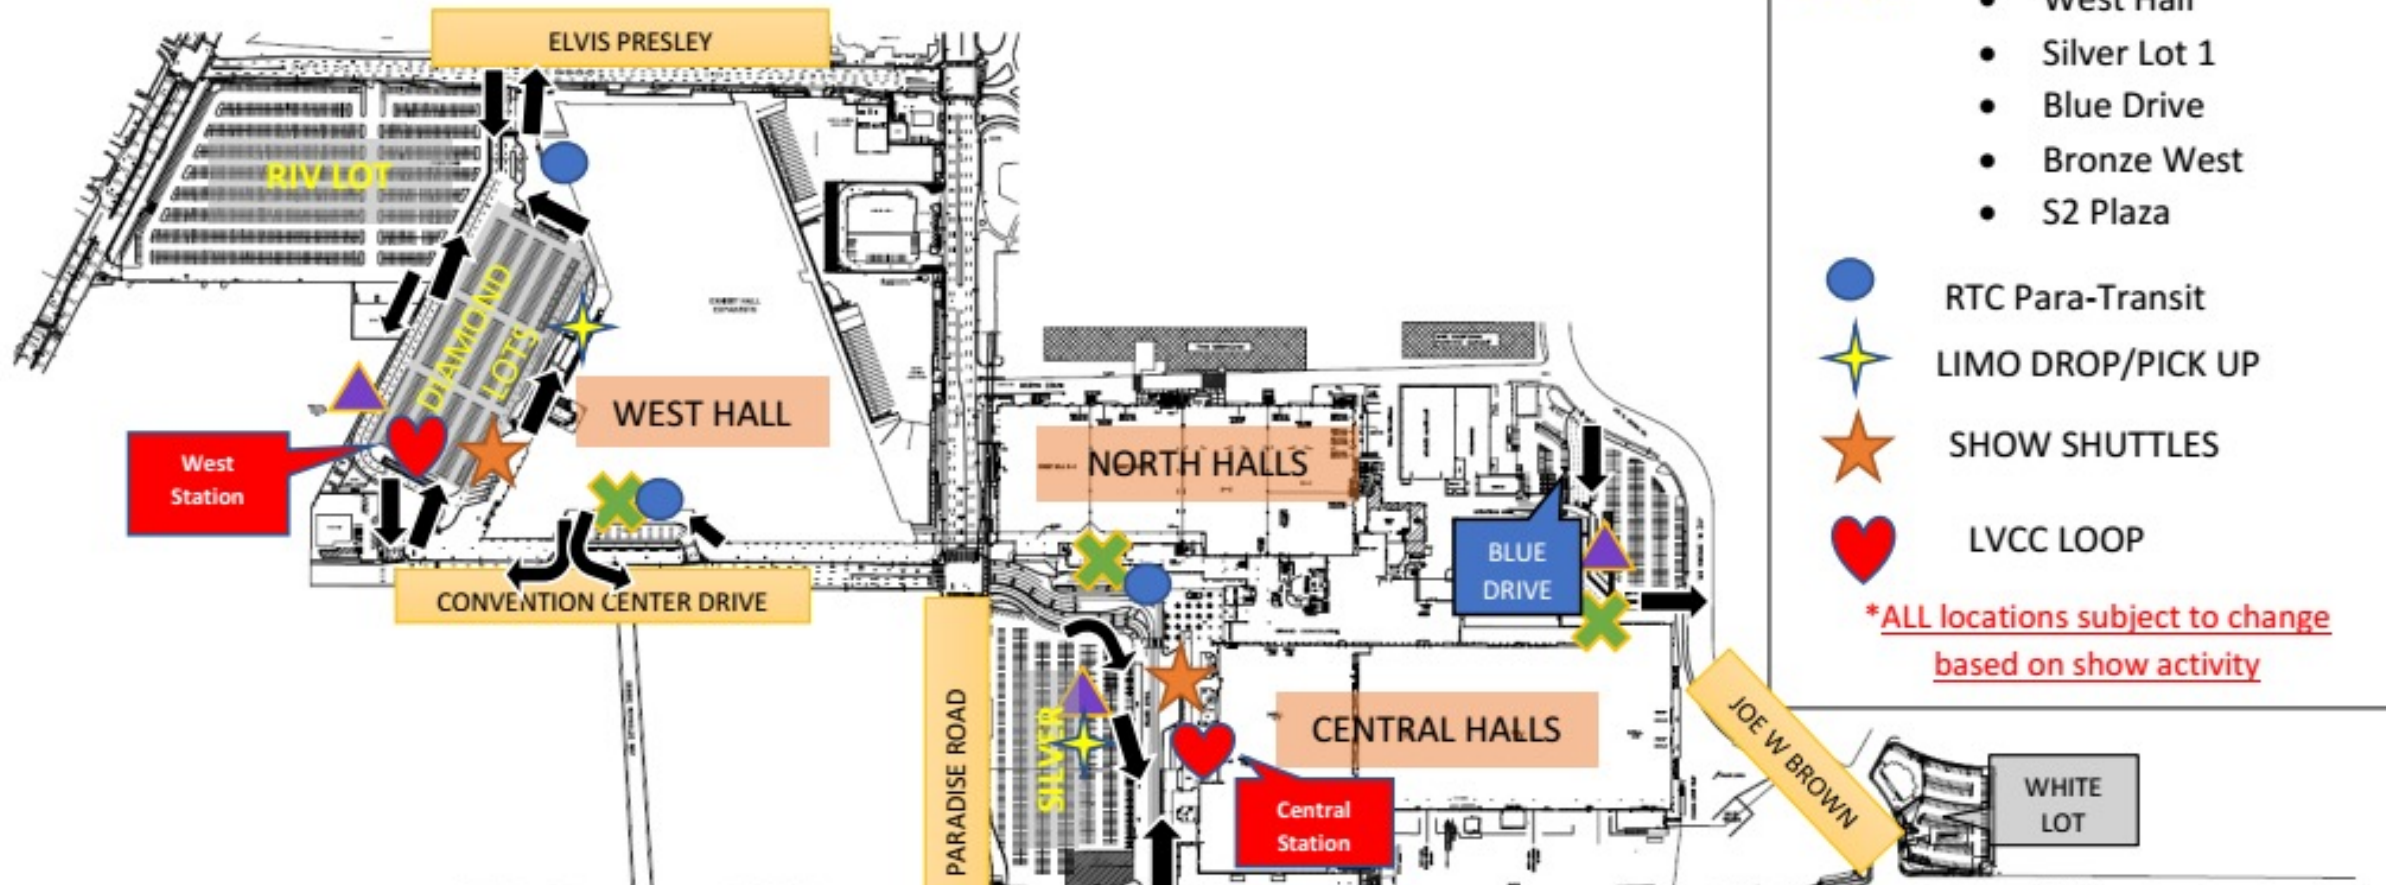 ELVIS PRESLEY
RIV LOT
DIAMOND
LOTS
WEST HALL
West
Station
CONVENTION CENTER DRIVE
NORTH HALLS
BLUE
DRIVE
PARADISE ROAD
SILVER
CENTRAL HALLS
Central
Station
JOE W BROWN
WHITE
LOT
• West Hall
• Silver Lot 1
• Blue Drive
• Bronze West
• S2 Plaza
RTC Para-Transit
LIMO DROP/PICK UP
SHOW SHUTTLES
LVCC LOOP
*ALL locations subject to change
based on show activity